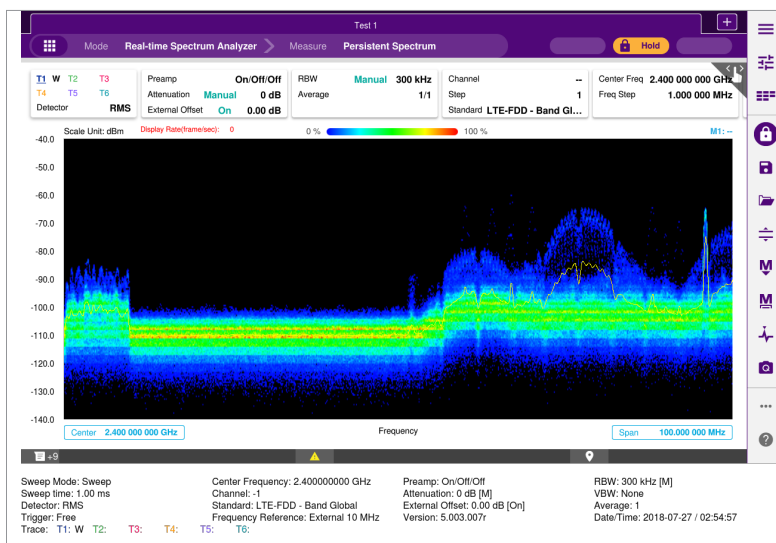 Test 1
+
Mode Real-time Spectrum Analyzer Measure Persistent Spectrum Hold
T1 W T2 T3
T4 T5 T6
Detector RMS
Preamp On/Off/Off
Attenuation Manual 0 dB
External Offset On 0.00 dB
RBW Manual 300 kHz
Average 1/1
Channel --
Step 1
Standard LTE-FDD - Band Gl...
Center Freq 2.400 000 000 GHz
Freq Step 1.000 000 MHz
Scale Unit: dBm Display Rate(frame/sec): 0 0 % 100 % M1: --
-40.0
-50.0
-60.0
-70.0
-80.0
-90.0
-100.0
-110.0
-120.0
-130.0
-140.0
Center 2.400 000 000 GHz Frequency Span 100.000 000 MHz
+9
M
M
Q
?
Sweep Mode: Sweep
Sweep time: 1.00 ms
Detector: RMS
Trigger: Free
Trace: T1: W T2: T3: T4: T5: T6:
Center Frequency: 2.400000000 GHz
Channel: -1
Standard: LTE-FDD - Band Global
Frequency Reference: External 10 MHz
Preamp: On/Off/Off
Attenuation: 0 dB [M]
External Offset: 0.00 dB [On]
Version: 5.003.007r
RBW: 300 kHz [M]
VBW: None
Average: 1
Date/Time: 2018-07-27 / 02:54:57